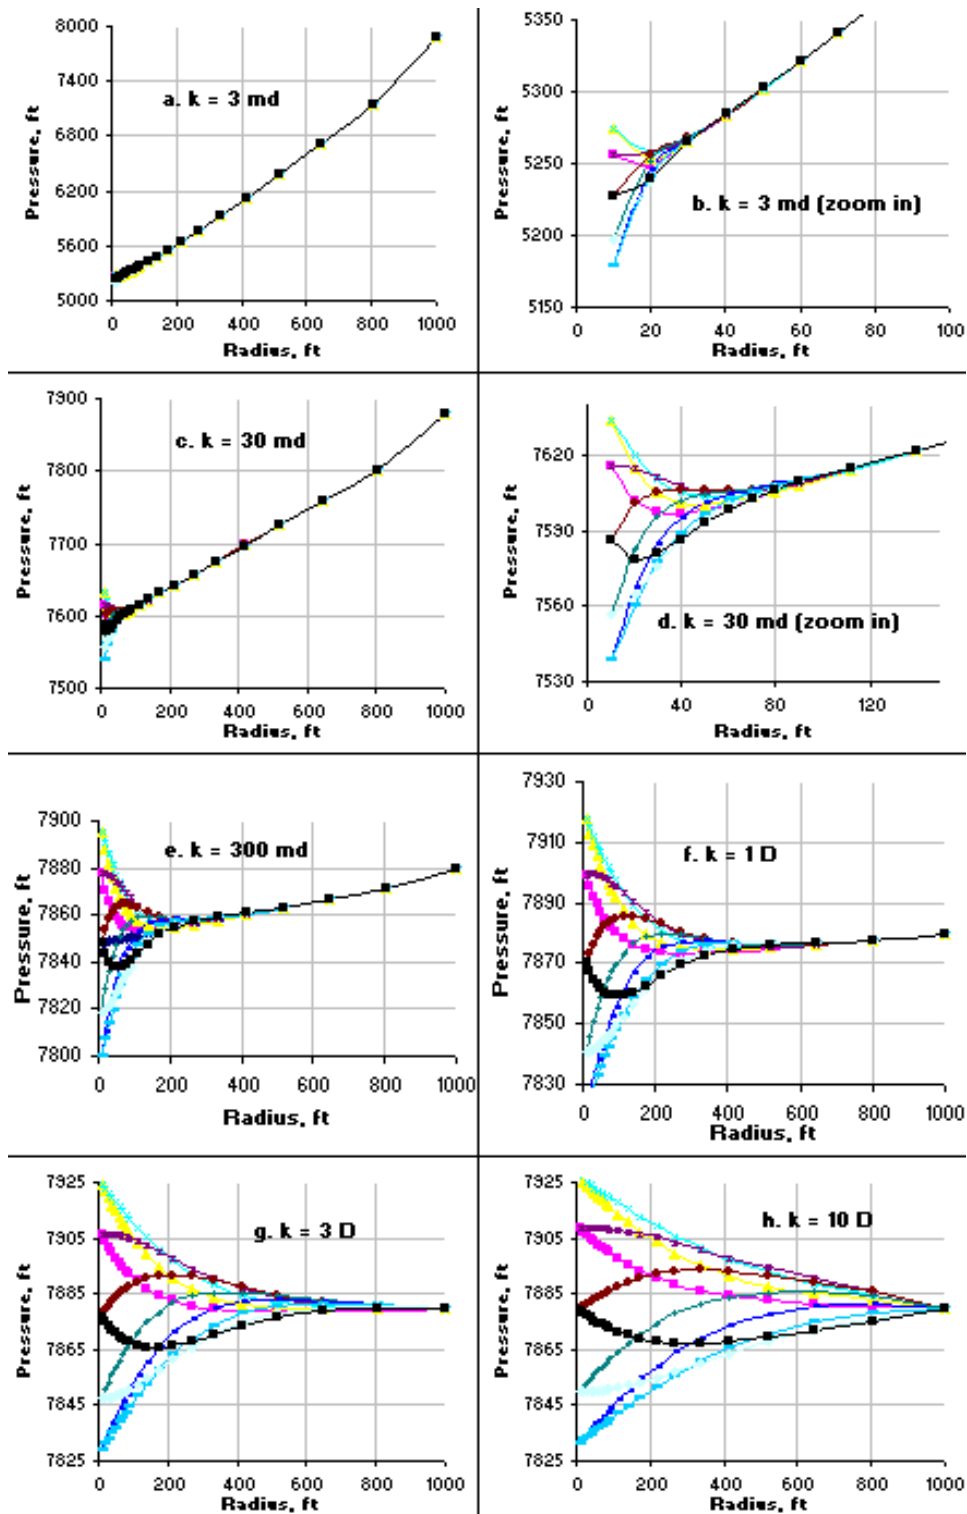 8000
7400
6800
6200
5600
5000
Pressure, ft
a. k = 3 md
0 200 400 600 800 1000
Radius, ft
5350
5300
5250
5200
5150
Pressure, ft
b. k = 3 md (zoom in)
0 20 40 60 80 100
Radius, ft
7900
7800
7700
7600
7500
Pressure, ft
c. k = 30 md
0 200 400 600 800 1000
Radius, ft
7620
7590
7560
7530
Pressure, ft
d. k = 30 md (zoom in)
0 40 80 120
Radius, ft
7900
7880
7860
7840
7820
7800
Pressure, ft
e. k = 300 md
0 200 400 600 800 1000
Radius, ft
7930
7910
7890
7870
7850
7830
Pressure, ft
f. k = 1 D
0 200 400 600 800 1000
Radius, ft
7925
7905
7885
7865
7845
7825
Pressure, ft
g. k = 3 D
0 200 400 600 800 1000
Radius, ft
7925
7905
7885
7865
7845
7825
Pressure, ft
h. k = 10 D
0 200 400 600 800 1000
Radius, ft